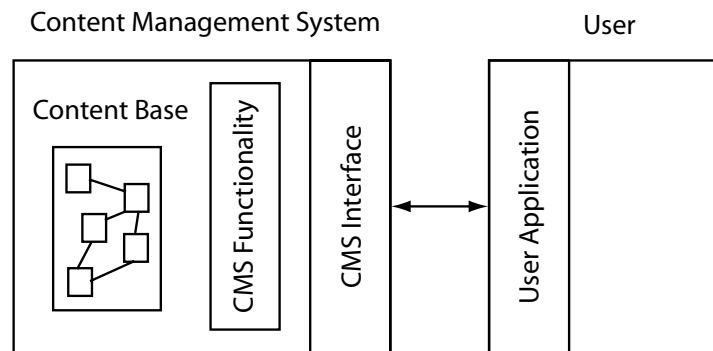 Content Management System
User
Content Base
CMS Functionality
CMS Interface
User Application